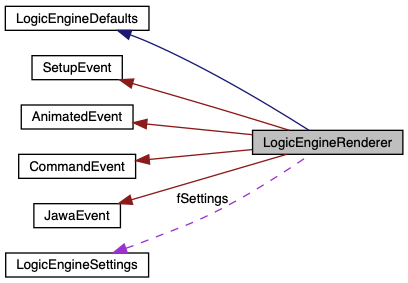 LogicEngineDefaults
SetupEvent
AnimatedEvent
LogicEngineRenderer
CommandEvent
fSettings
JawaEvent
LogicEngineSettings